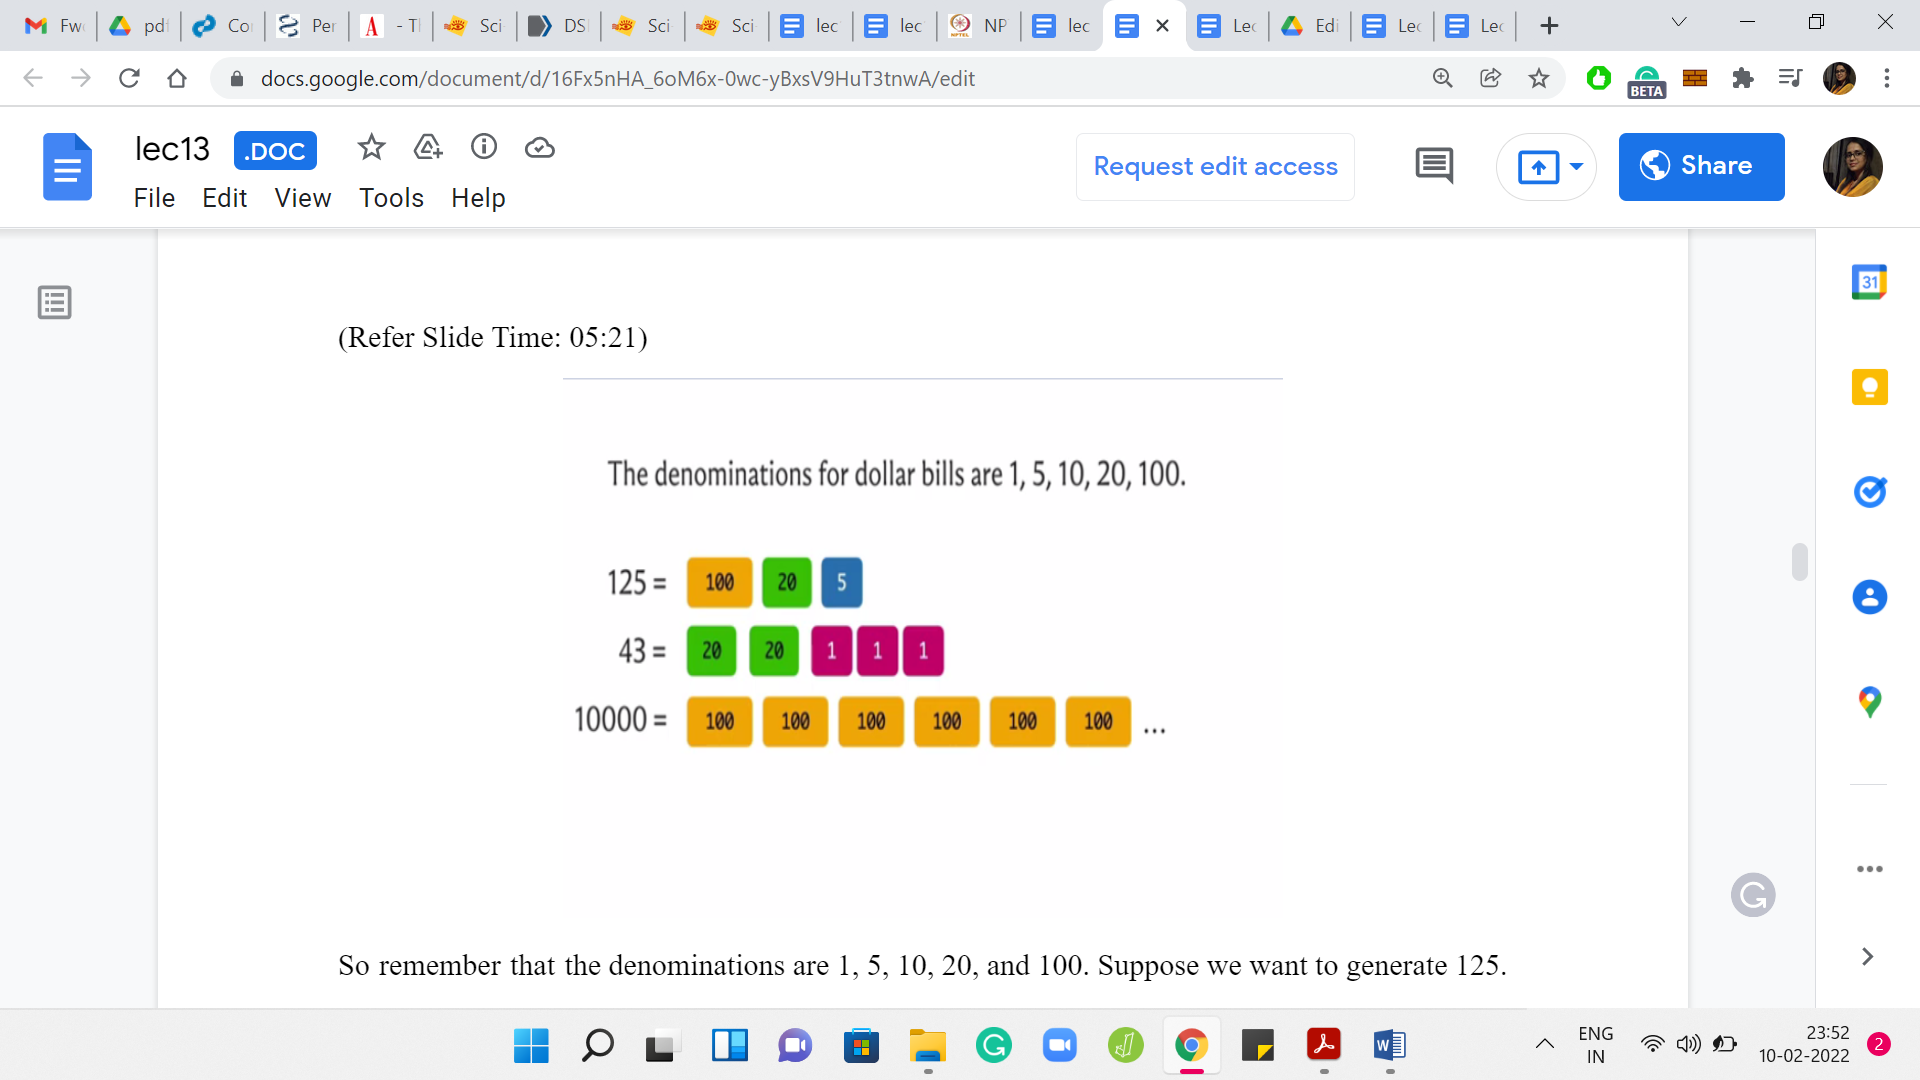 Fw
pdf
Co
Per
- Tl
Sci
DS
Sci
Sci
lec
lec
NP
lec
Lec
Edi
Lec
Lec
docs.google.com/document/d/16Fx5nHA_6oM6x-0wc-yBxsV9HuT3tnwA/edit
BETA
lec13 .DOC
Request edit access
Share
File Edit View Tools Help
31
(Refer Slide Time: 05:21)
The denominations for dollar bills are 1, 5, 10, 20, 100.
125 = 100 20 5
43 = 20 20 1 1 1
10000 = 100 100 100 100 100 100 ...
So remember that the denominations are 1, 5, 10, 20, and 100. Suppose we want to generate 125.
ENG
IN
23:52
10-02-2022
2